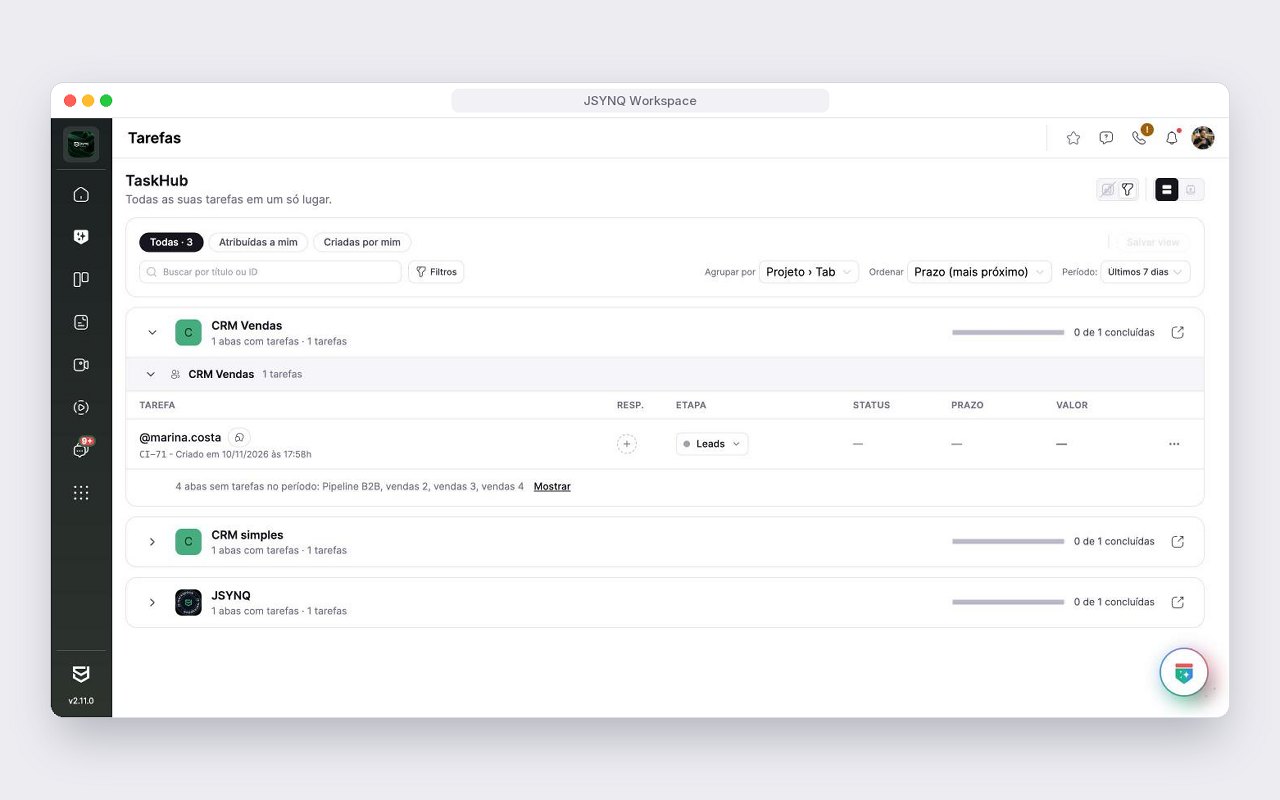 JSYNQ Workspace
Tarefas
!
TaskHub
Todas as suas tarefas em um só lugar.
Todas · 3
Atribuídas a mim
Criadas por mim
Salvar view
Buscar por título ou ID
Filtros
Agrupar por
Projeto › Tab
Ordenar
Prazo (mais próximo)
Período:
Últimos 7 dias
C
CRM Vendas
1 abas com tarefas · 1 tarefas
0 de 1 concluídas
CRM Vendas
1 tarefas
TAREFA
RESP.
ETAPA
STATUS
PRAZO
VALOR
@marina.costa
CI-71 - Criado em 10/11/2026 às 17:58h
+
Leads
—
—
—
4 abas sem tarefas no período: Pipeline B2B, vendas 2, vendas 3, vendas 4
Mostrar
C
CRM simples
1 abas com tarefas · 1 tarefas
0 de 1 concluídas
JSYNQ
1 abas com tarefas · 1 tarefas
0 de 1 concluídas
9+
v2.11.0